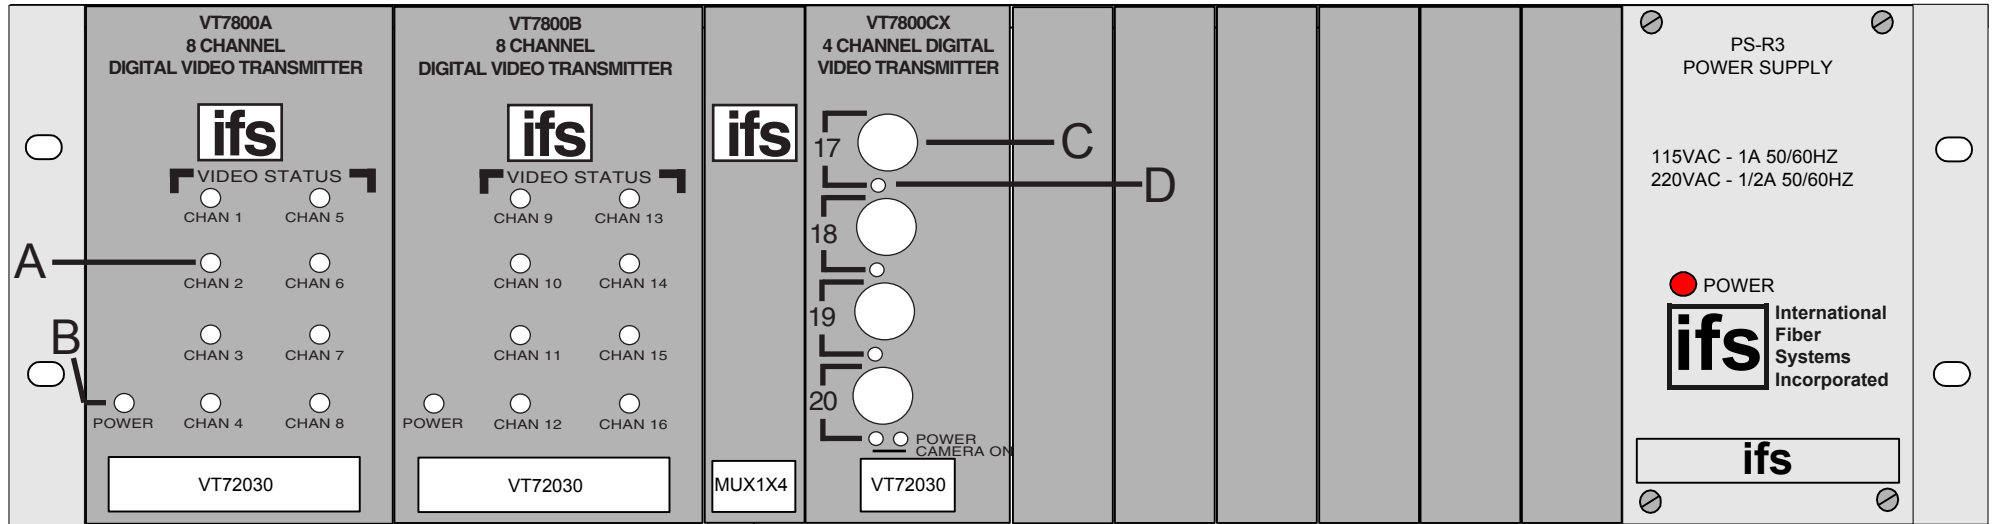 VT7800A
8 CHANNEL
DIGITAL VIDEO TRANSMITTER
ifs
VIDEO STATUS
CHAN 1
CHAN 5
A
CHAN 2
CHAN 6
B
CHAN 3
CHAN 7
POWER
CHAN 4
CHAN 8
VT72030
VT7800B
8 CHANNEL
DIGITAL VIDEO TRANSMITTER
ifs
VIDEO STATUS
CHAN 9
CHAN 13
CHAN 10
CHAN 14
CHAN 11
CHAN 15
POWER
CHAN 12
CHAN 16
VT72030
ifs
MUX1X4
VT7800CX
4 CHANNEL DIGITAL
VIDEO TRANSMITTER
17
C
D
18
19
20
POWER
CAMERA ON
VT72030
PS-R3
POWER SUPPLY
115VAC - 1A 50/60HZ
220VAC - 1/2A 50/60HZ
POWER
ifs
International
Fiber
Systems
Incorporated
ifs